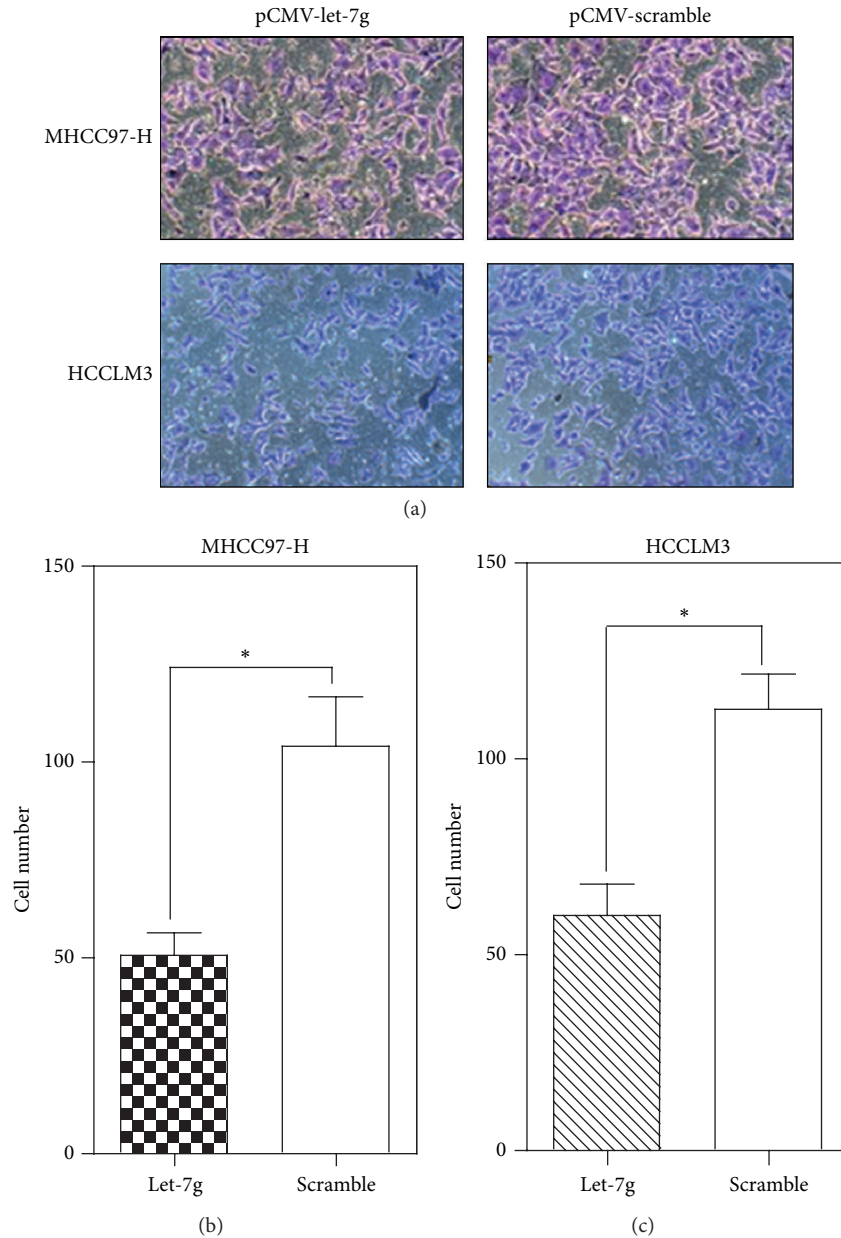 pCMV-let-7g pCMV-scramble
MHCC97-H
HCCLM3
(a)
MHCC97-H
150
*
100
Cell number
50
0
Let-7g Scramble
(b)
HCCLM3
150
*
100
Cell number
50
0
Let-7g Scramble
(c)